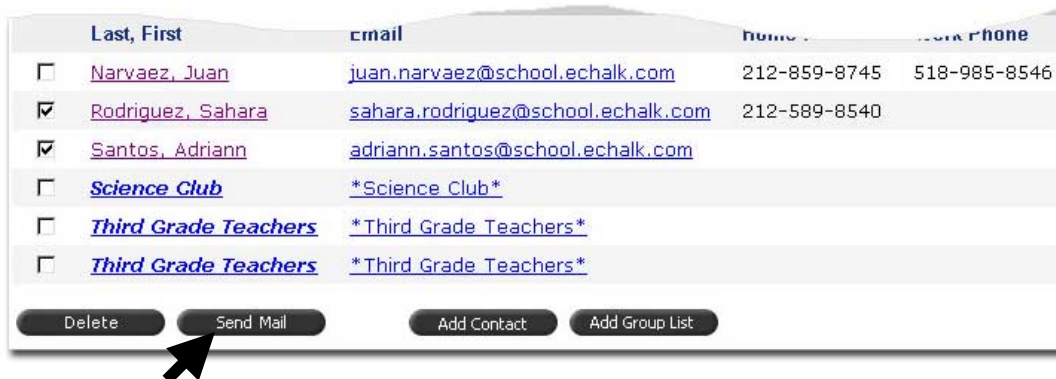 Last, First Email Home Work Phone
Narvaez, Juan juan.narvaez@school.echalk.com 212-859-8745 518-985-8546
Rodriguez, Sahara sahara.rodriguez@school.echalk.com 212-589-8540
Santos, Adriann adriann.santos@school.echalk.com
Science Club *Science Club*
Third Grade Teachers *Third Grade Teachers*
Third Grade Teachers *Third Grade Teachers*
Delete Send Mail Add Contact Add Group List